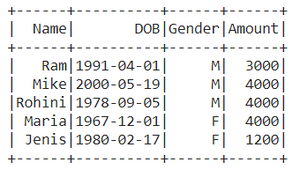 +------+----------+------+------+
|  Name|       DOB|Gender|Amount|
+------+----------+------+------+
|   Ram|1991-04-01|     M|  3000|
|  Mike|2000-05-19|     M|  4000|
|Rohini|1978-09-05|     M|  4000|
| Maria|1967-12-01|     F|  4000|
| Jenis|1980-02-17|     F|  1200|
+------+----------+------+------+